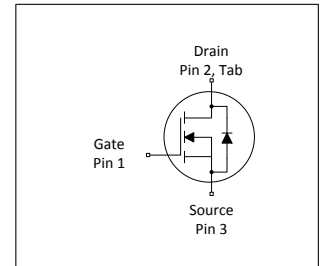 Drain
Pin 2, Tab
Gate
Pin 1
Source
Pin 3